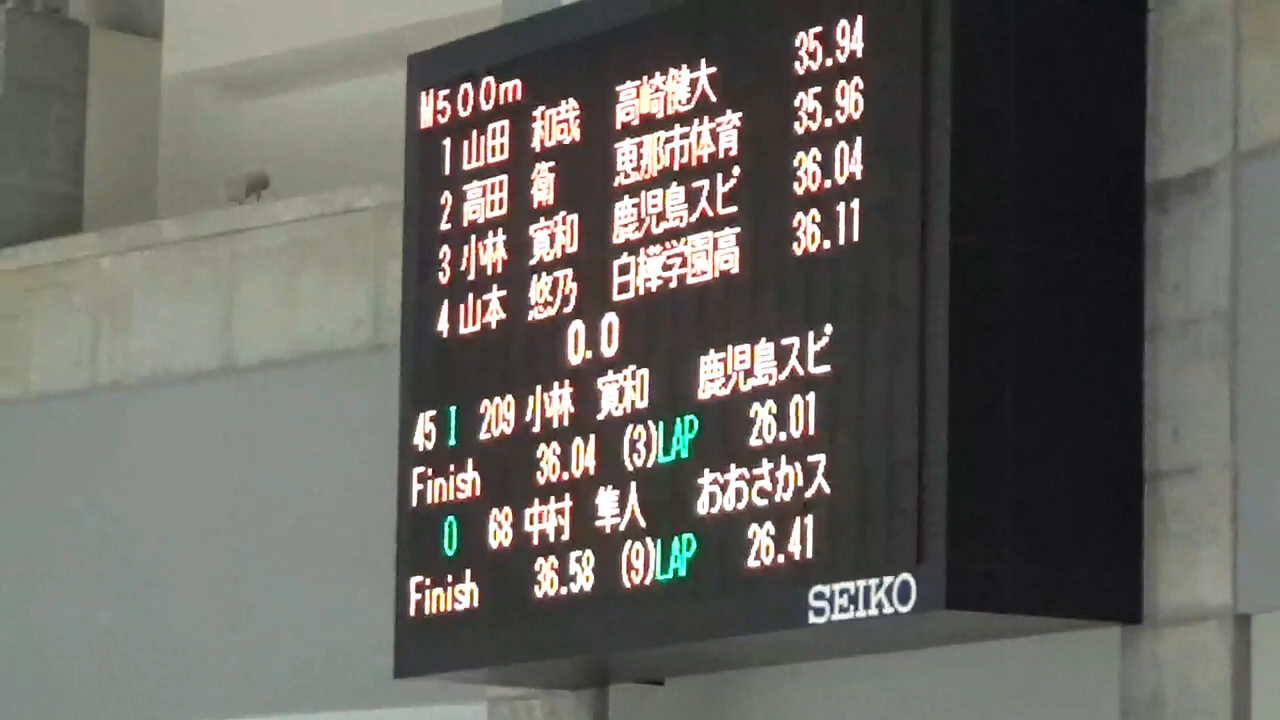 M500m
1 山田 和哉 高崎健大 35.94
2 高田 衛 恵那市体育 35.96
3 小林 寛和 鹿児島スピ 36.04
4 山本 悠乃 白樺学園高 36.11
0.0
45 I 209 小林 寛和 鹿児島スピ
Finish 36.04 (3)LAP 26.01
O 68 中村 隼人 おおさかス
Finish 36.58 (9)LAP 26.41
SEIKO